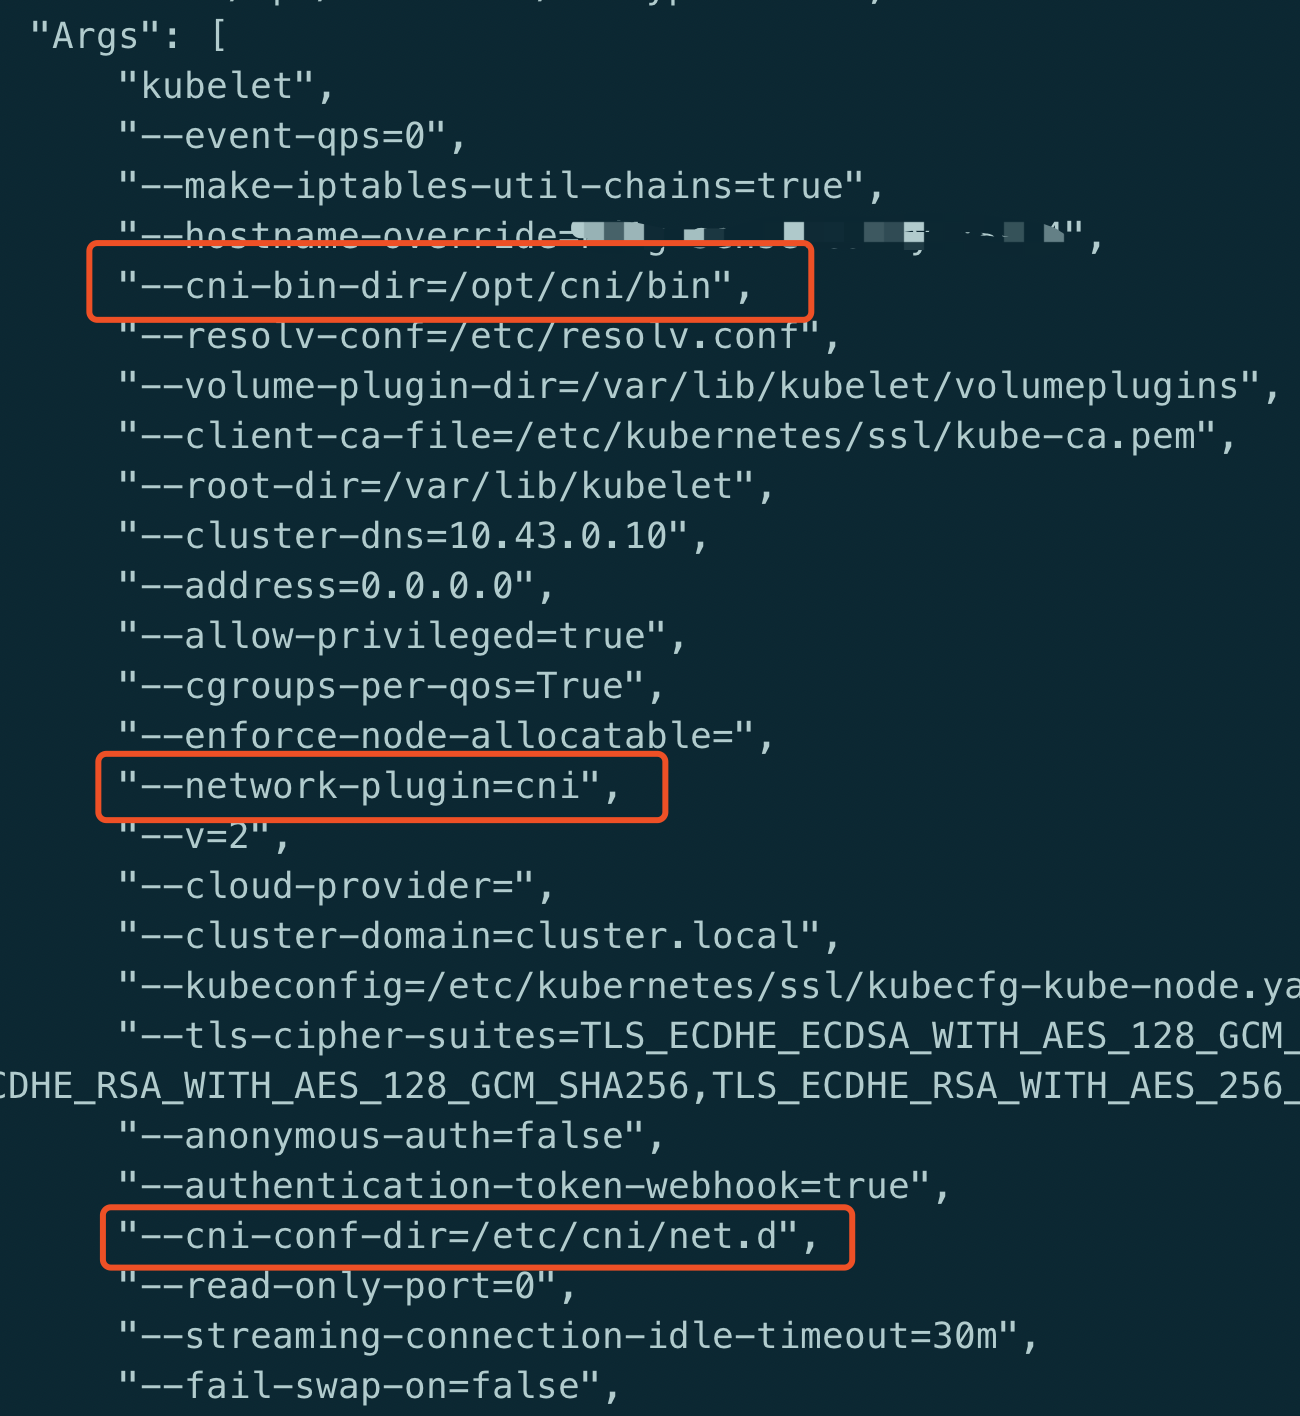 "Args": [
"kubelet",
"--event-qps=0",
"--make-iptables-util-chains=true",
"--hostname-override=
"--cni-bin-dir=/opt/cni/bin",
"--resolv-conf=/etc/resolv.conf",
"--volume-plugin-dir=/var/lib/kubelet/volumeplugins",
"--client-ca-file=/etc/kubernetes/ssl/kube-ca.pem",
"--root-dir=/var/lib/kubelet",
"--cluster-dns=10.43.0.10",
"--address=0.0.0.0",
"--allow-privileged=true",
"--cgroups-per-qos=True",
"--enforce-node-allocatable=",
"--network-plugin=cni",
"--v=2",
"--cloud-provider=",
"--cluster-domain=cluster.local",
"--kubeconfig=/etc/kubernetes/ssl/kubecfg-kube-node.ya
"--tls-cipher-suites=TLS_ECDHE_ECDSA_WITH_AES_128_GCM_
CDHE_RSA_WITH_AES_128_GCM_SHA256,TLS_ECDHE_RSA_WITH_AES_256_
"--anonymous-auth=false",
"--authentication-token-webhook=true",
"--cni-conf-dir=/etc/cni/net.d",
"--read-only-port=0",
"--streaming-connection-idle-timeout=30m",
"--fail-swap-on=false",